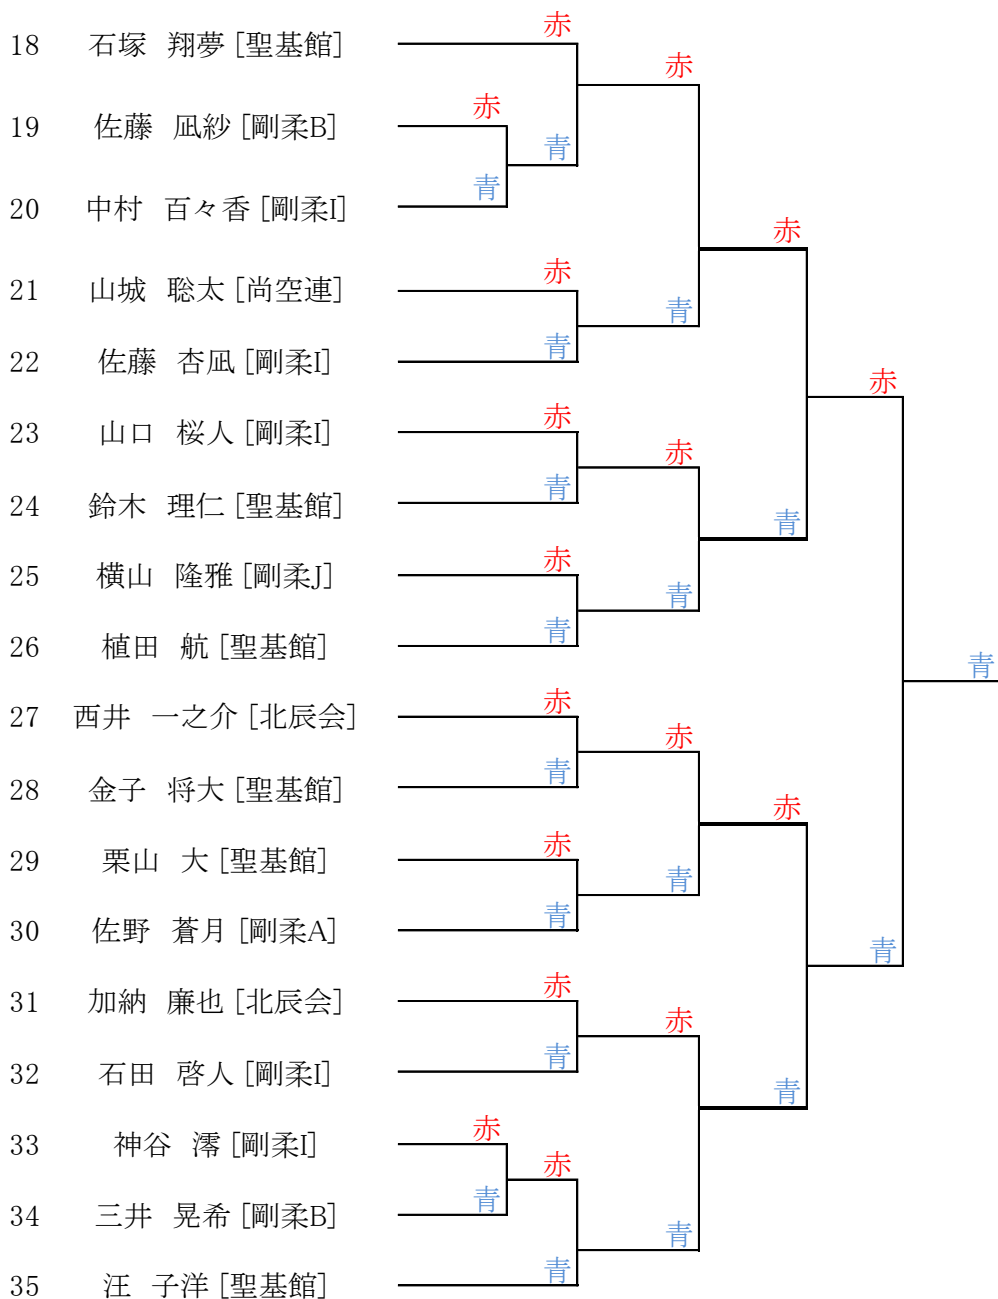 赤
18 石塚 翔夢 [聖基館]
赤
赤
19 佐藤 凪紗 [剛柔B]
青
青
20 中村 百々香 [剛柔I]
赤
赤
21 山城 聡太 [尚空連]
青
青
22 佐藤 杏凪 [剛柔I]
赤
赤
23 山口 桜人 [剛柔I]
赤
青
24 鈴木 理仁 [聖基館]
青
赤
25 横山 隆雅 [剛柔J]
青
青
26 植田 航 [聖基館]
青
赤
27 西井 一之介 [北辰会]
赤
青
28 金子 将大 [聖基館]
赤
赤
29 栗山 大 [聖基館]
青
青
30 佐野 蒼月 [剛柔A]
青
赤
31 加納 廉也 [北辰会]
赤
青
32 石田 啓人 [剛柔I]
青
赤
33 神谷 澪 [剛柔I]
赤
青
34 三井 晃希 [剛柔B]
青
青
35 汪 子洋 [聖基館]